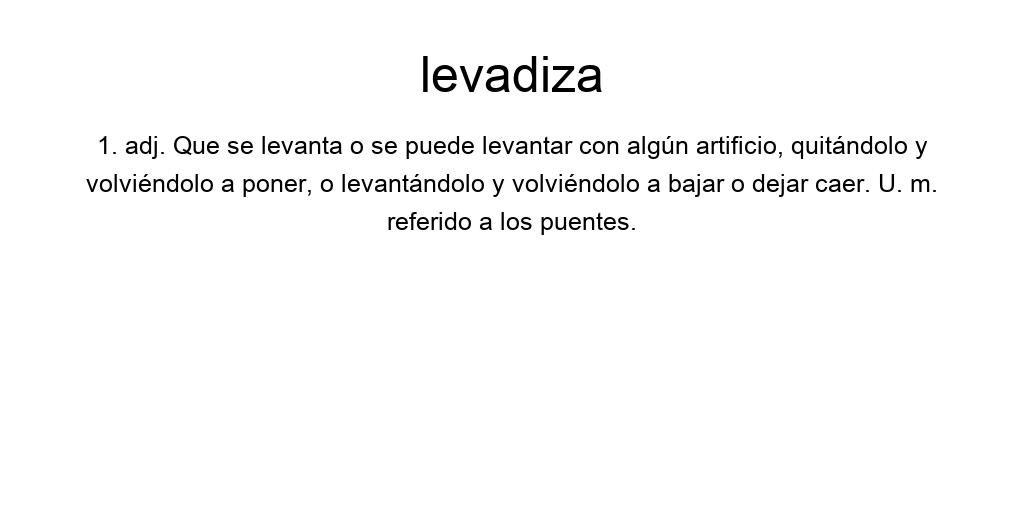 levadiza
1. adj. Que se levanta o se puede levantar con algún artificio, quitándolo y
volviéndolo a poner, o levantándolo y volviéndolo a bajar o dejar caer. U. m.
referido a los puentes.